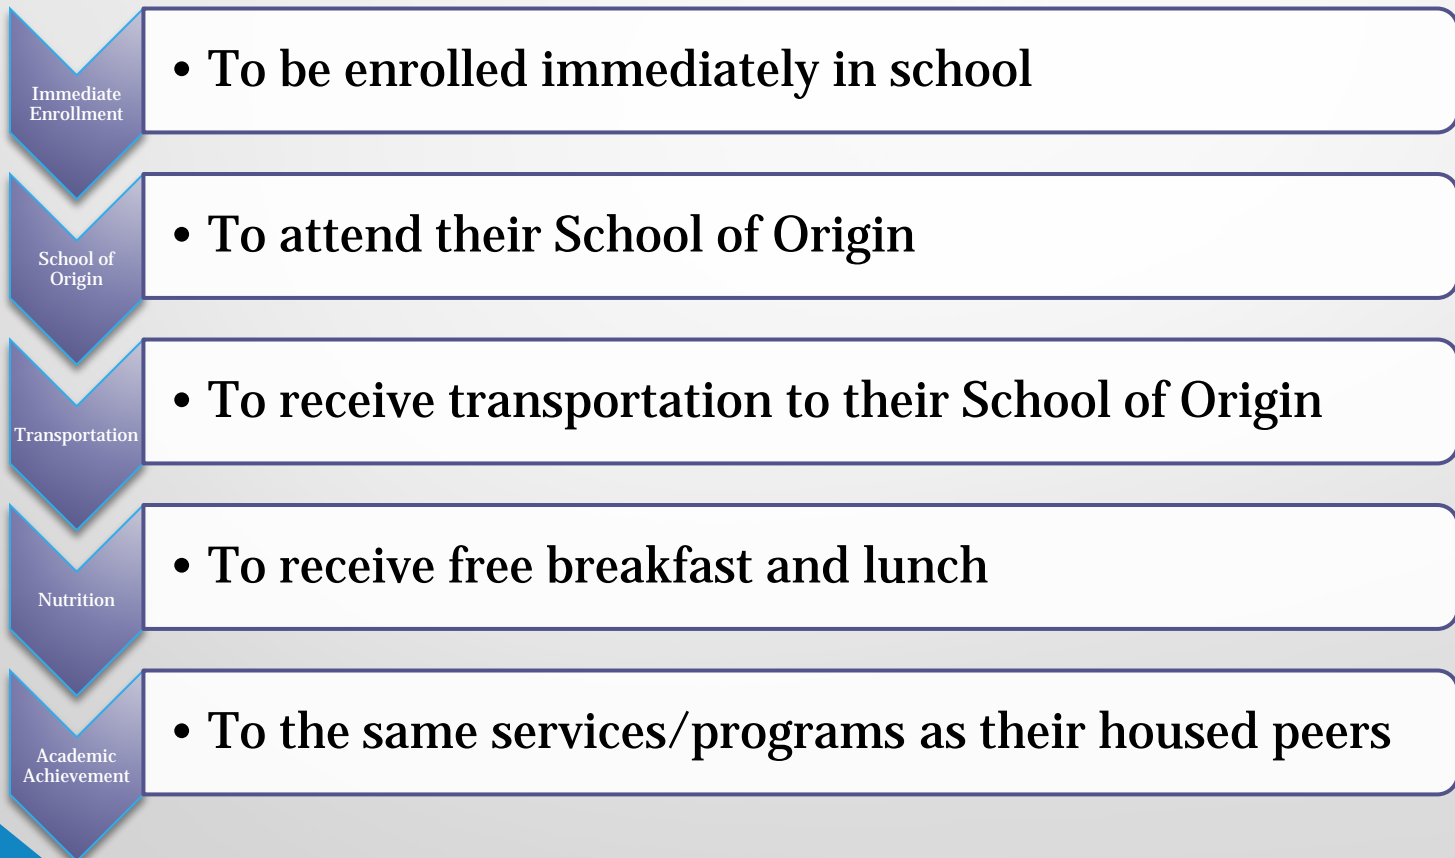 Immediate
Enrollment
• To be enrolled immediately in school
School of
Origin
• To attend their School of Origin
Transportation
• To receive transportation to their School of Origin
Nutrition
• To receive free breakfast and lunch
Academic
Achievement
• To the same services/programs as their housed peers